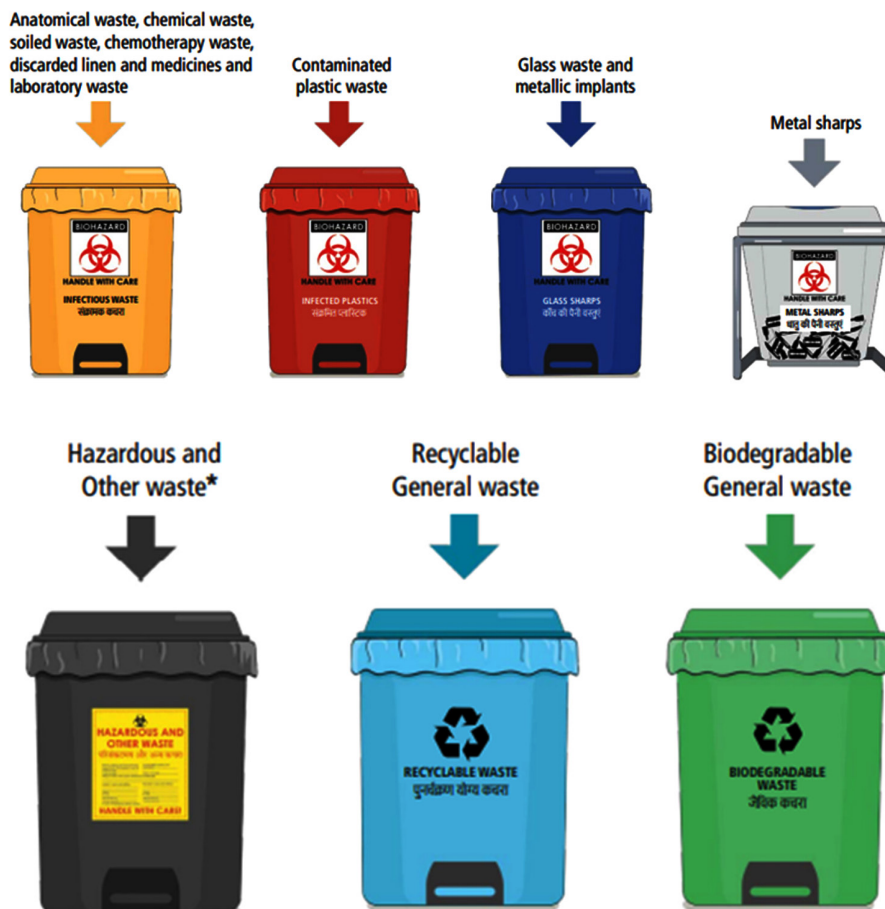 Anatomical waste, chemical waste,
soiled waste, chemotherapy waste,
discarded linen and medicines and
laboratory waste
Contaminated
plastic waste
Glass waste and
metallic implants
Metal sharps
BIOHAZARD
HANDLE WITH CARE
INFECTIOUS WASTE
संक्रामक कचरा
BIOHAZARD
HANDLE WITH CARE
INFECTED PLASTICS
संक्रमित प्लास्टिक
BIOHAZARD
HANDLE WITH CARE
GLASS SHARPS
काँच की पैनी वस्तुएं
BIOHAZARD
HANDLE WITH CARE
METAL SHARPS
धातु की पैनी वस्तुएं
Hazardous and
Other waste*
Recyclable
General waste
Biodegradable
General waste
HAZARDOUS AND
OTHER WASTE
HANDLE WITH CARE!
RECYCLABLE WASTE
पुनर्चक्रण योग्य कचरा
BIODEGRADABLE
WASTE
जैविक कचरा